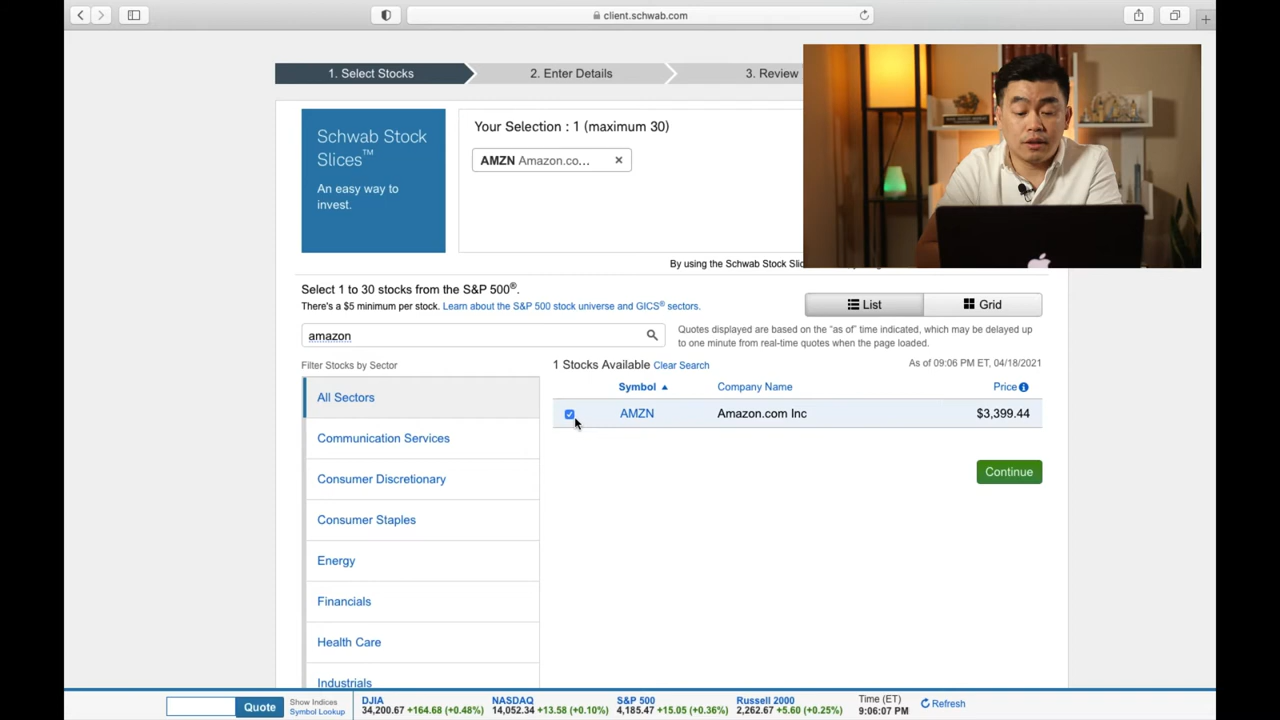 client.schwab.com
1. Select Stocks
2. Enter Details
3. Review
Schwab Stock
Slices™
An easy way to
invest.
Your Selection : 1 (maximum 30)
AMZN Amazon.co... ×
By using the Schwab Stock
Select 1 to 30 stocks from the S&P 500®.
There's a $5 minimum per stock. Learn about the S&P 500 stock universe and GICS® sectors.
List
Grid
amazon
Quotes displayed are based on the "as of" time indicated, which may be delayed up
to one minute from real-time quotes when the page loaded.
Filter Stocks by Sector
1 Stocks Available Clear Search
As of 09:06 PM ET, 04/18/2021
Symbol
Company Name
Price
AMZN
Amazon.com Inc
$3,399.44
Continue
All Sectors
Communication Services
Consumer Discretionary
Consumer Staples
Energy
Financials
Health Care
Industrials
Quote
Show Indices
Symbol Lookup
DJIA
34,200.67 +164.68 (+0.48%)
NASDAQ
14,052.34 +13.58 (+0.10%)
S&P 500
4,185.47 +15.05 (+0.36%)
Russell 2000
2,262.67 +5.60 (+0.25%)
Time (ET)
9:06:07 PM
Refresh